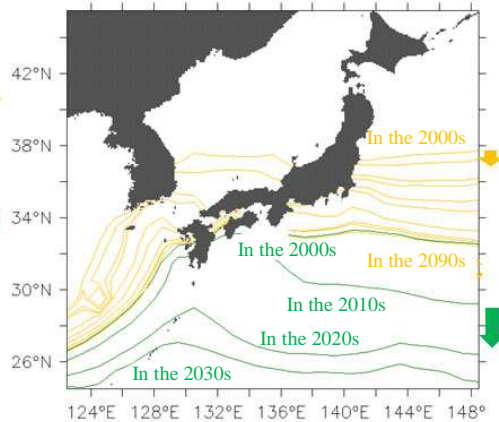 42°N
38°N
34°N
30°N
26°N
In the 2000s
In the 2000s
In the 2090s
In the 2010s
In the 2020s
In the 2030s
124°E 128°E 132°E 136°E 140°E 144°E 148°E